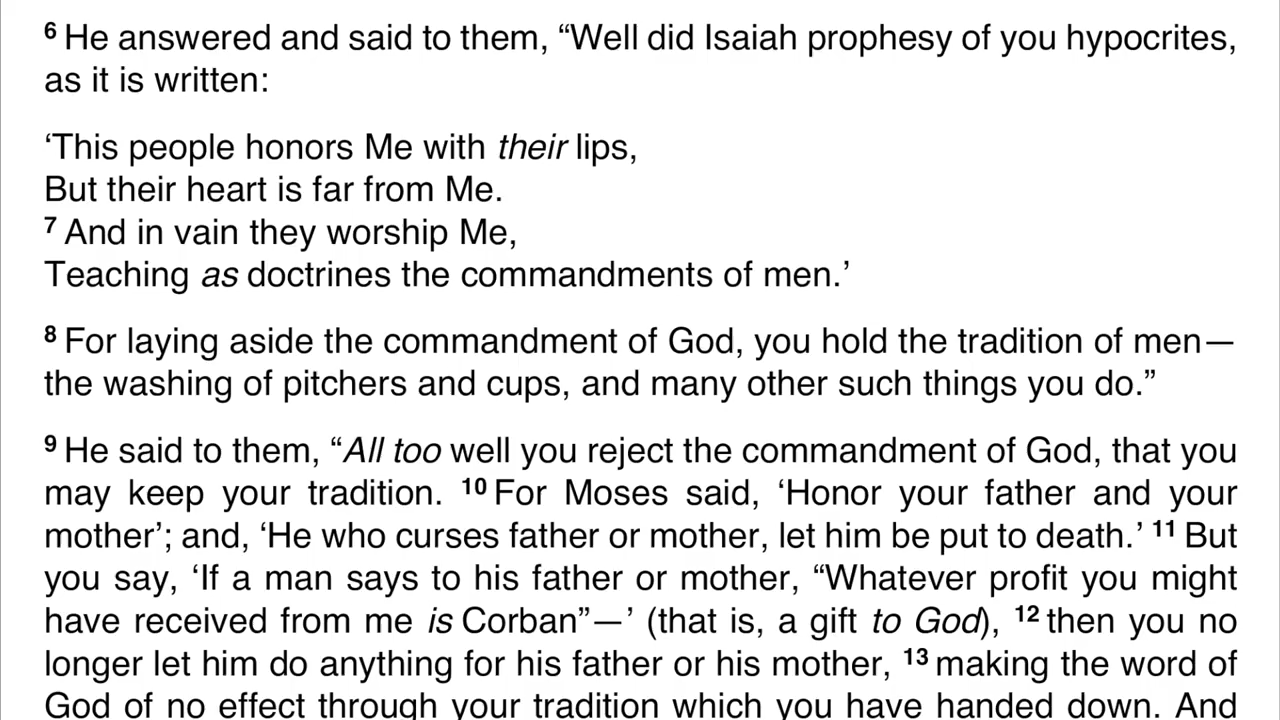 6 He answered and said to them, “Well did Isaiah prophesy of you hypocrites,
as it is written:
‘This people honors Me with their lips,
But their heart is far from Me.
7 And in vain they worship Me,
Teaching as doctrines the commandments of men.’
8 For laying aside the commandment of God, you hold the tradition of men—
the washing of pitchers and cups, and many other such things you do.”
9 He said to them, “All too well you reject the commandment of God, that you
may keep your tradition. 10 For Moses said, ‘Honor your father and your
mother’; and, ‘He who curses father or mother, let him be put to death.’ 11 But
you say, ‘If a man says to his father or mother, “Whatever profit you might
have received from me is Corban”—’ (that is, a gift to God), 12 then you no
longer let him do anything for his father or his mother, 13 making the word of
God of no effect through your tradition which you have handed down. And